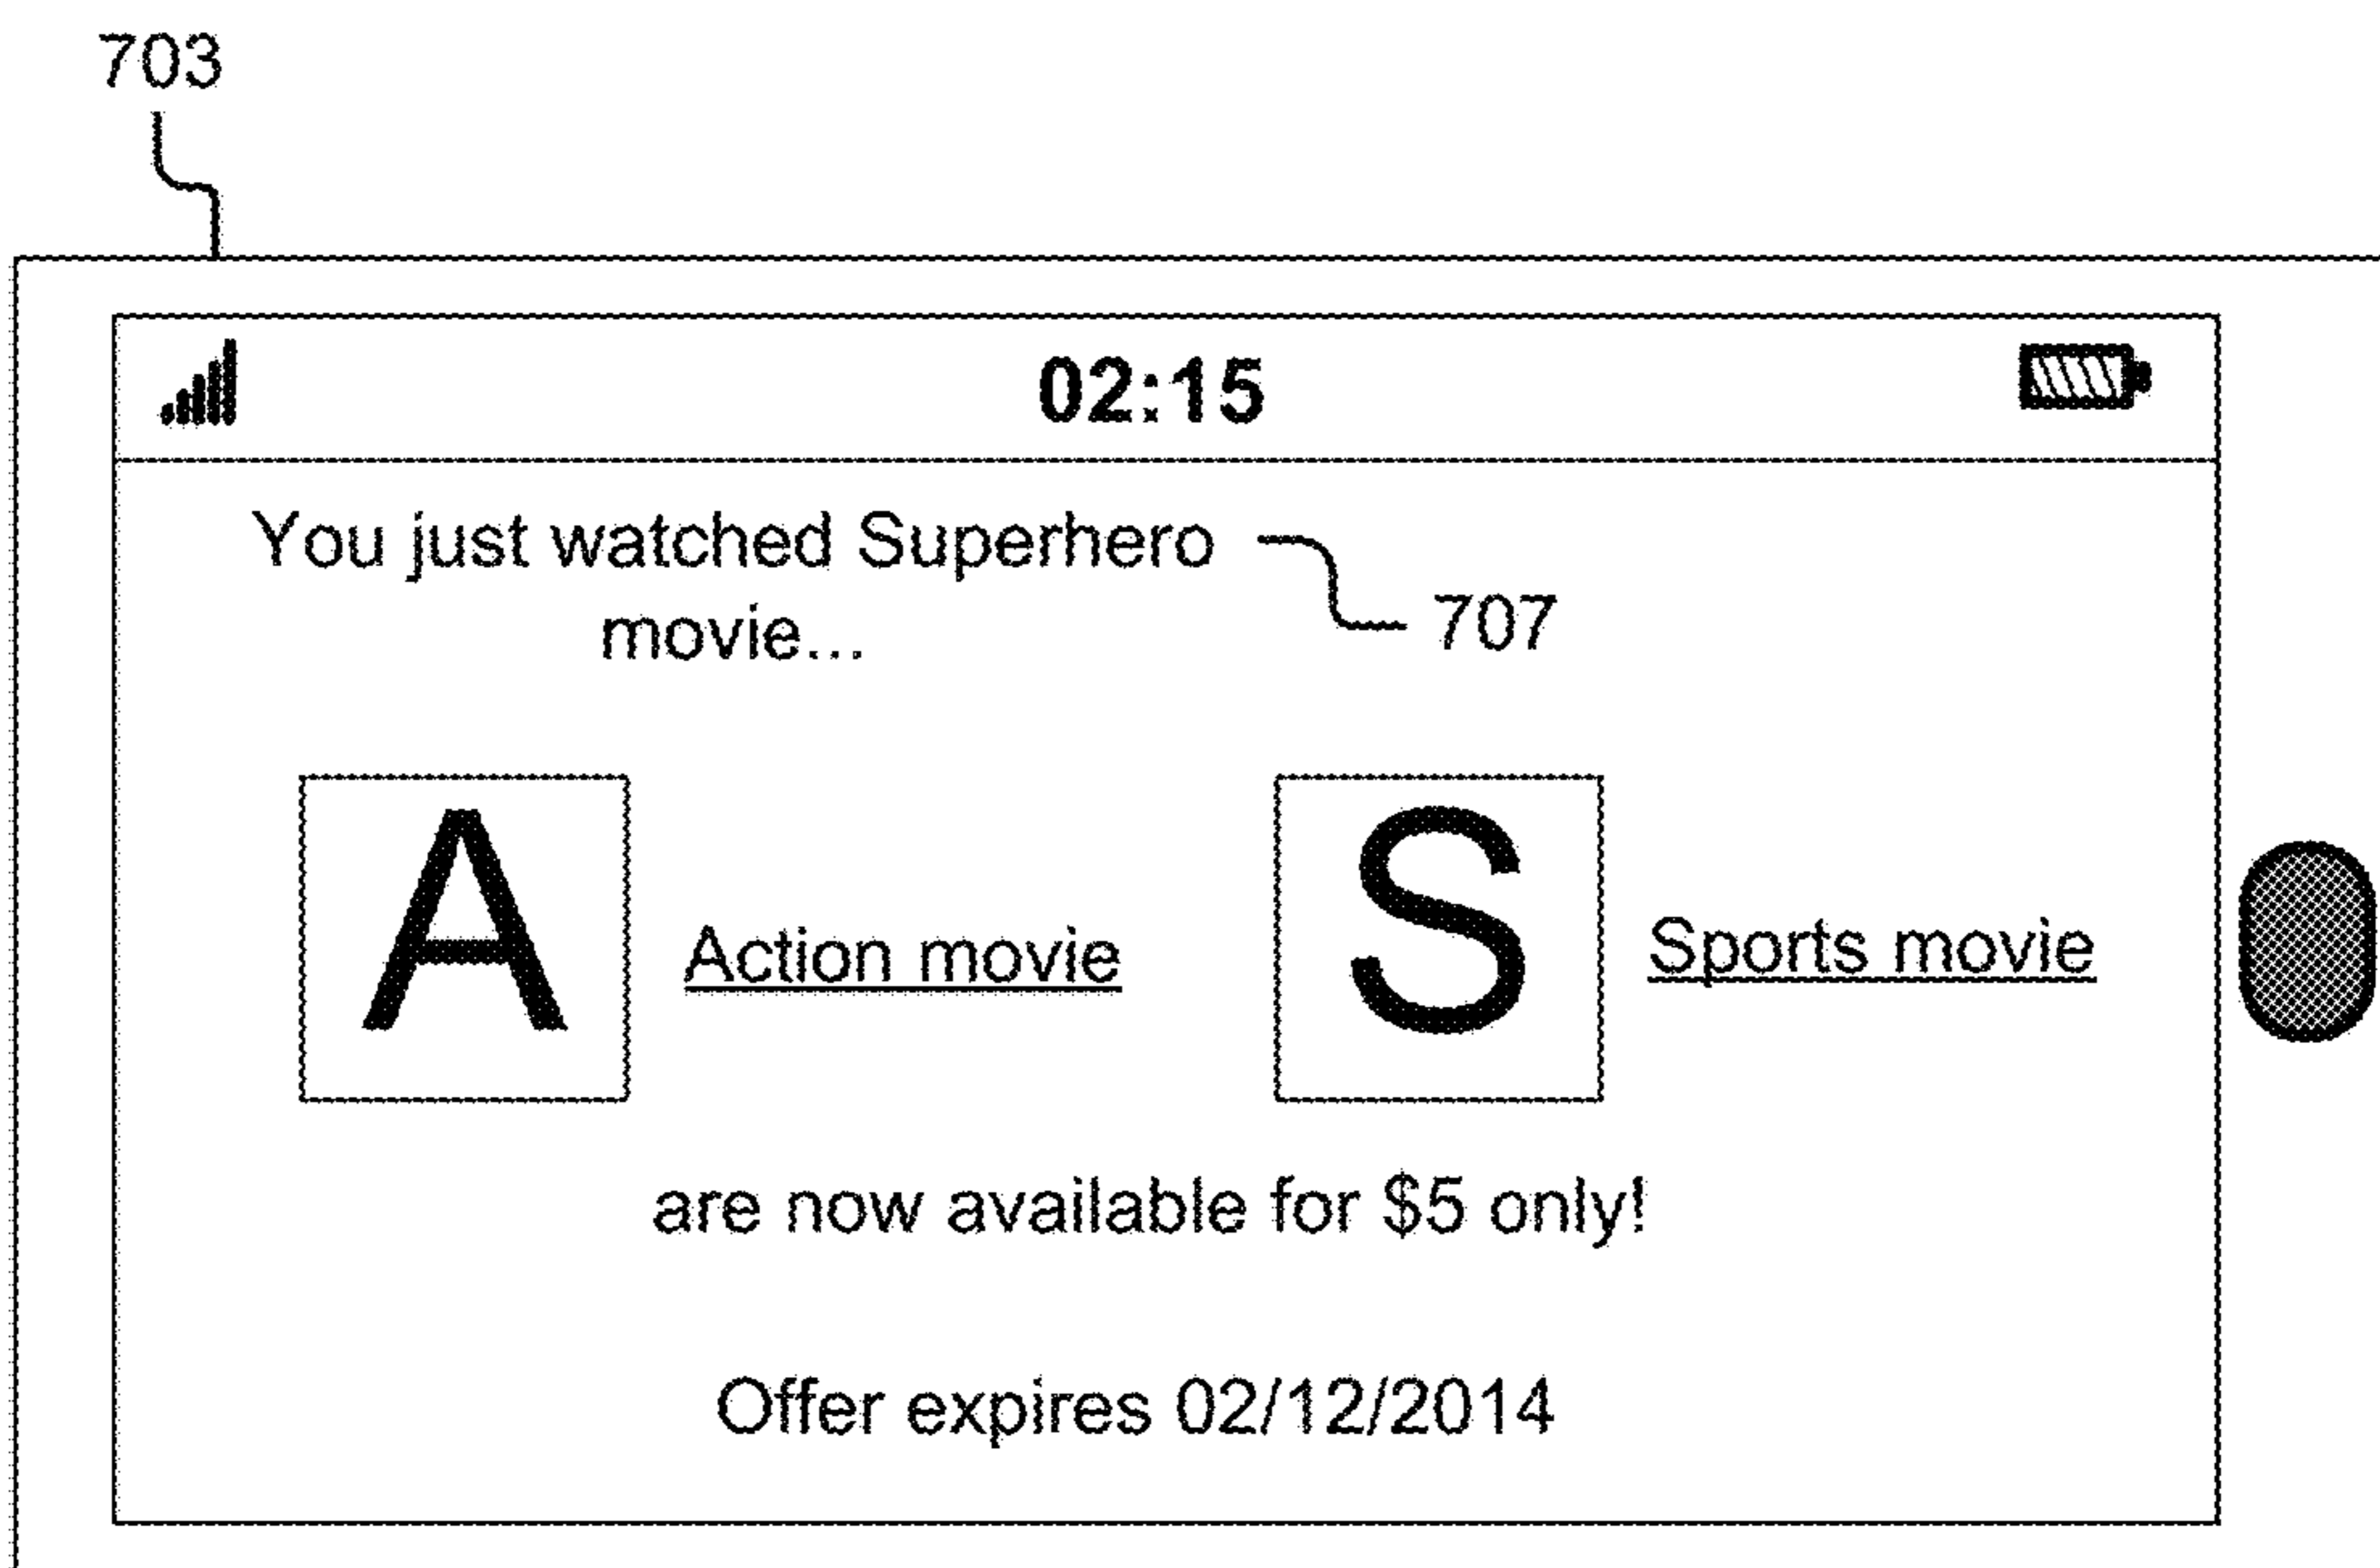 703
02:15
You just watched Superhero
movie...
707
A
Action movie
S
Sports movie
are now available for $5 only!
Offer expires 02/12/2014